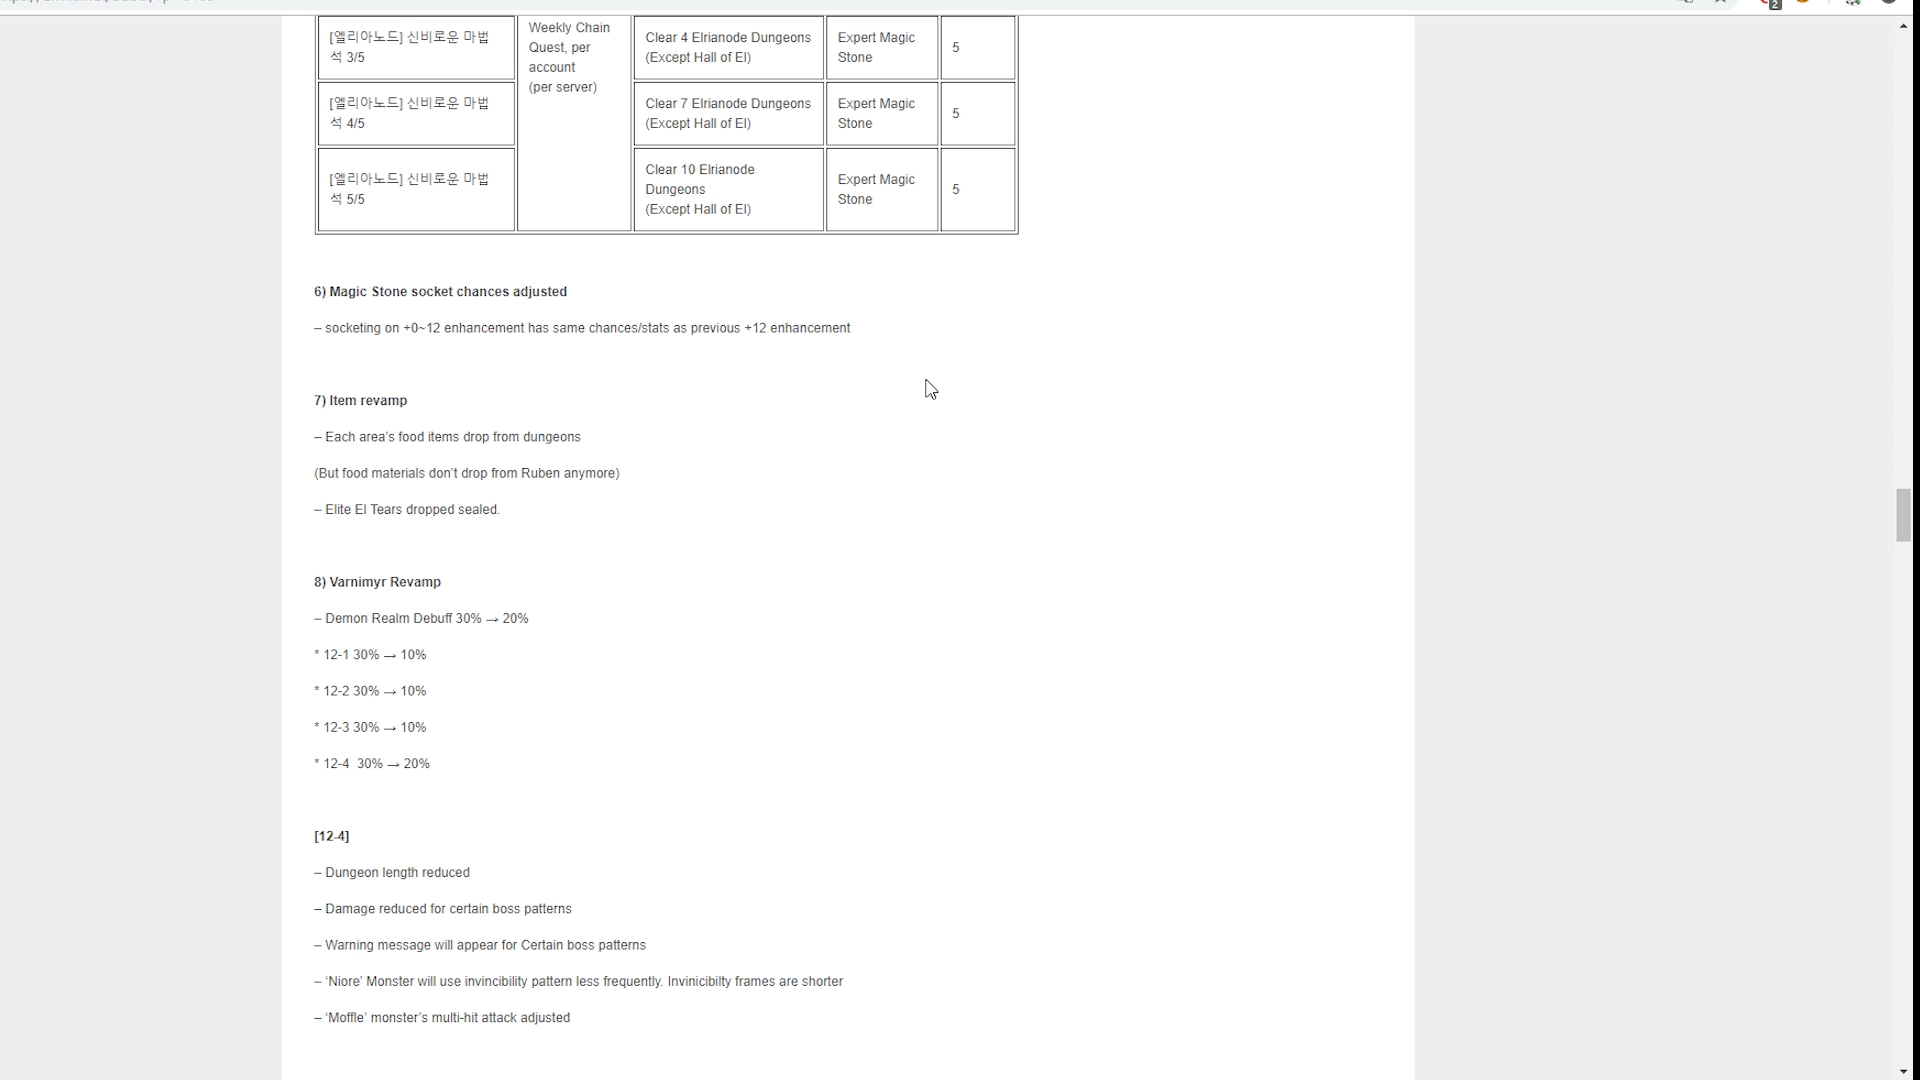 [엘리아노드] 신비로운 마법
석 3/5
Weekly Chain
Quest, per
account
(per server)
Clear 4 Elrianode Dungeons
(Except Hall of El)
Expert Magic
Stone
5
[엘리아노드] 신비로운 마법
석 4/5
Clear 7 Elrianode Dungeons
(Except Hall of El)
Expert Magic
Stone
5
[엘리아노드] 신비로운 마법
석 5/5
Clear 10 Elrianode
Dungeons
(Except Hall of El)
Expert Magic
Stone
5
6) Magic Stone socket chances adjusted
– socketing on +0~12 enhancement has same chances/stats as previous +12 enhancement
7) Item revamp
– Each area's food items drop from dungeons
(But food materials don't drop from Ruben anymore)
– Elite El Tears dropped sealed.
8) Varnimyr Revamp
– Demon Realm Debuff 30% → 20%
* 12-1 30% → 10%
* 12-2 30% → 10%
* 12-3 30% → 10%
* 12-4  30% → 20%
[12-4]
– Dungeon length reduced
– Damage reduced for certain boss patterns
– Warning message will appear for Certain boss patterns
– ‘Niore’ Monster will use invincibility pattern less frequently. Invinicibilty frames are shorter
– ‘Moffle’ monster’s multi-hit attack adjusted
2